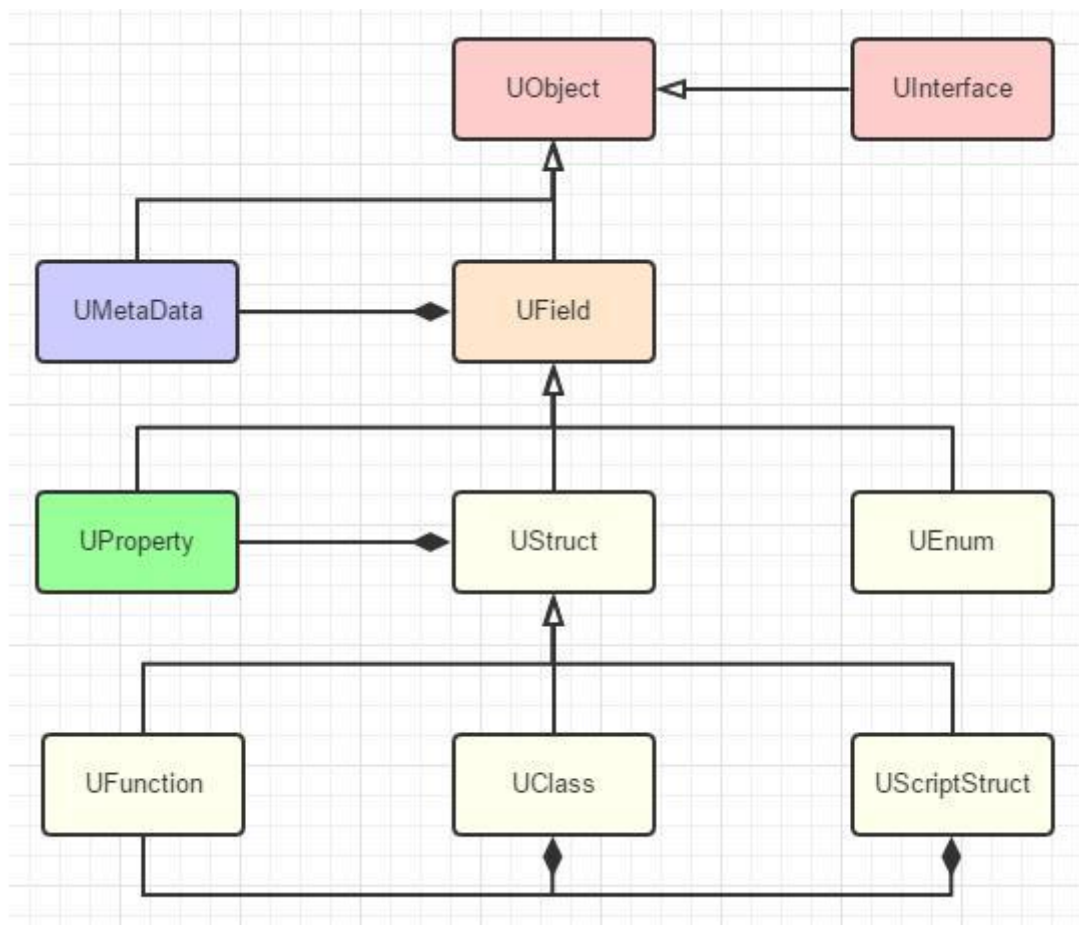 UObject
UInterface
UMetaData
UField
UProperty
UStruct
UEnum
UFunction
UClass
UScriptStruct